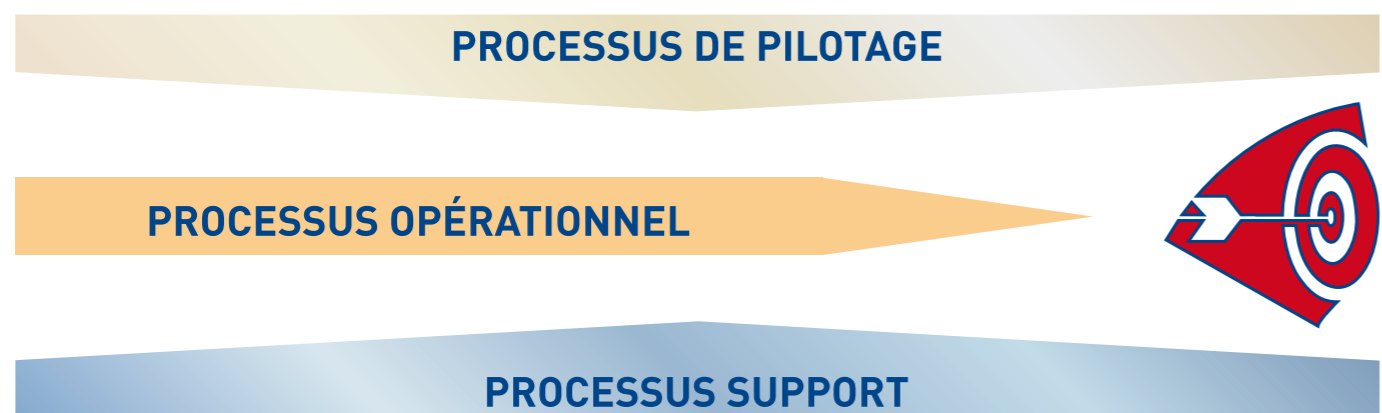 PROCESSUS DE PILOTAGE
PROCESSUS OPÉRATIONNEL
PROCESSUS SUPPORT